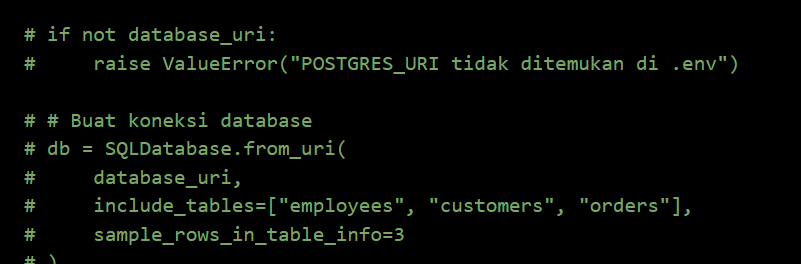 # if not database_uri:
#     raise ValueError("POSTGRES_URI tidak ditemukan di .env")
# # Buat koneksi database
# db = SQLDatabase.from_uri(
#     database_uri,
#     include_tables=["employees", "customers", "orders"],
#     sample_rows_in_table_info=3
# )